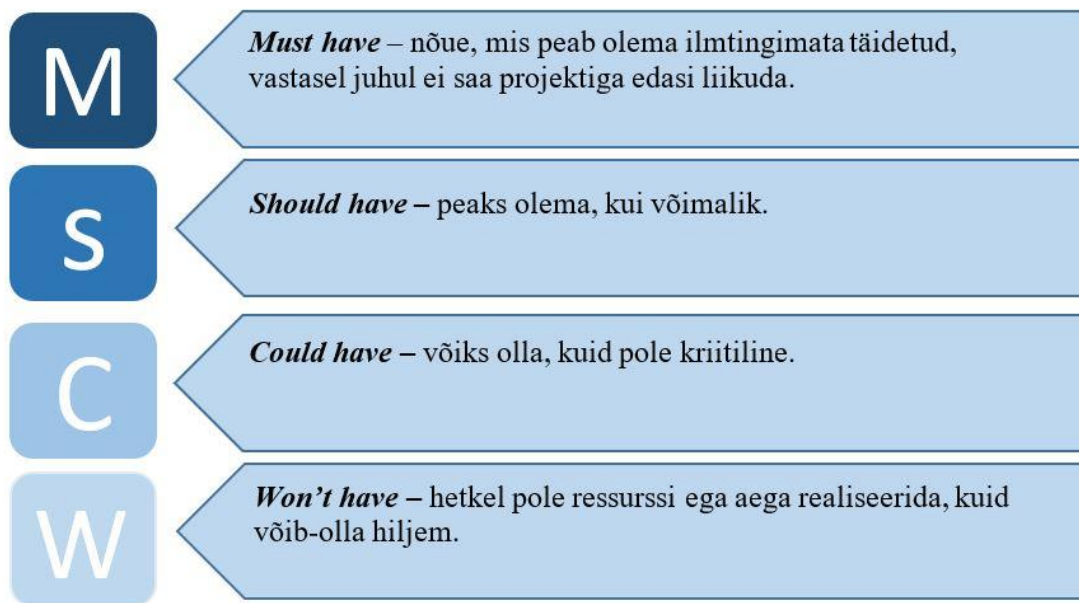 M
Must have – nõue, mis peab olema ilmtingimata täidetud,
vastasel juhul ei saa projektiga edasi liikuda.
S
Should have – peaks olema, kui võimalik.
C
Could have – võiks olla, kuid pole kriitiline.
W
Won’t have – hetkel pole ressurssi ega aega realiseerida, kuid
võib-olla hiljem.